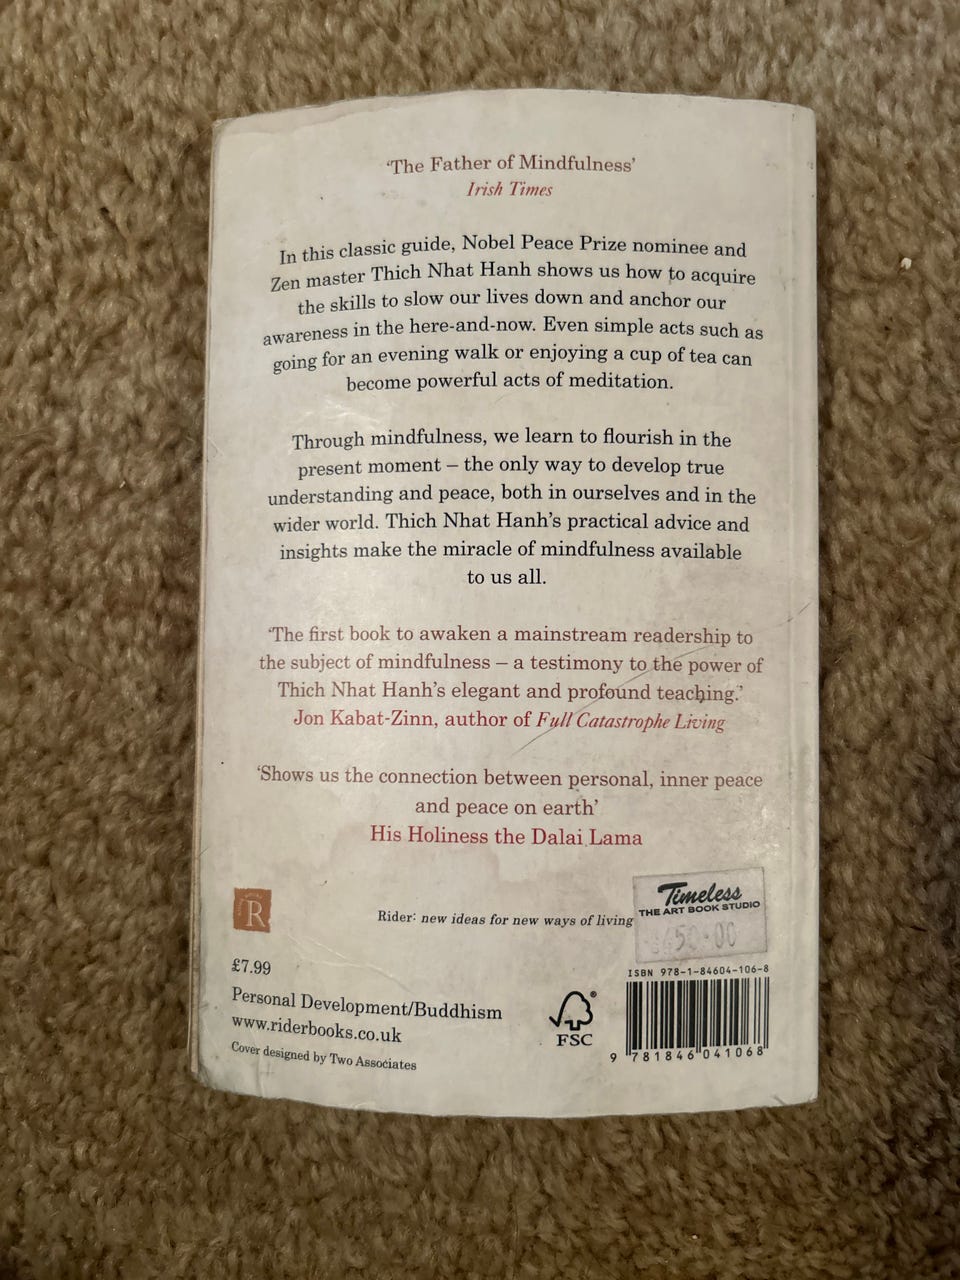 ‘The Father of Mindfulness’
Irish Times
In this classic guide, Nobel Peace Prize nominee and
Zen master Thich Nhat Hanh shows us how to acquire
the skills to slow our lives down and anchor our
awareness in the here-and-now. Even simple acts such as
going for an evening walk or enjoying a cup of tea can
become powerful acts of meditation.
Through mindfulness, we learn to flourish in the
present moment – the only way to develop true
understanding and peace, both in ourselves and in the
wider world. Thich Nhat Hanh’s practical advice and
insights make the miracle of mindfulness available
to us all.
‘The first book to awaken a mainstream readership to
the subject of mindfulness – a testimony to the power of
Thich Nhat Hanh’s elegant and profound teaching.’
Jon Kabat-Zinn, author of Full Catastrophe Living
‘Shows us the connection between personal, inner peace
and peace on earth’
His Holiness the Dalai Lama
R
Rider: new ideas for new ways of living
Timeless
THE ART BOOK STUDIO
£7.99
Personal Development/Buddhism
www.riderbooks.co.uk
Cover designed by Two Associates
®
FSC
ISBN 978-1-84604-106-8
9 781846 041068